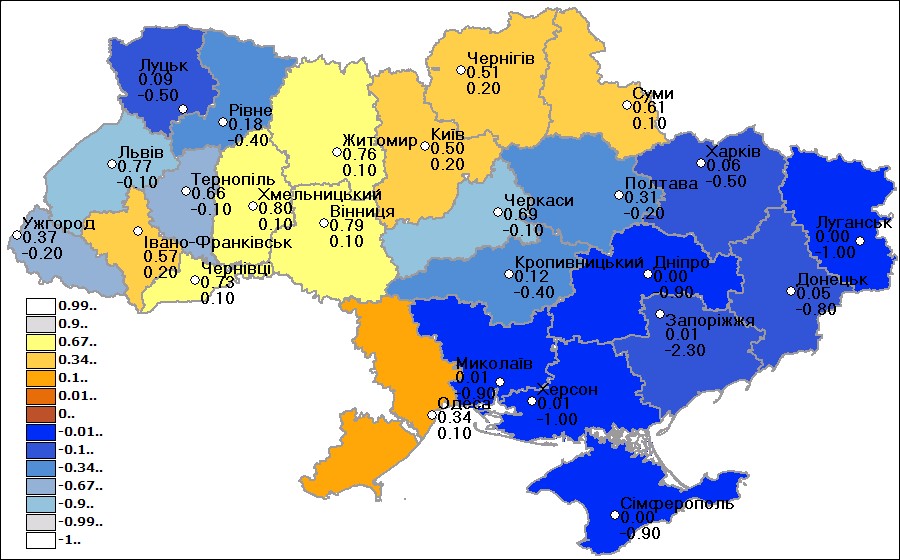 Луцьк
0.09
-0.50
Рівне
0.18
-0.40
Львів
0.77
-0.10
Тернопіль
0.66
-0.10
Хмельницький
0.80
0.10
Житомир
0.76
0.10
Київ
0.50
0.20
Чернігів
0.51
0.20
Суми
0.61
0.10
Вінниця
0.79
0.10
Ужгород
0.37
-0.20
Івано-Франківськ
0.57
0.20
Чернівці
0.73
0.10
Черкаси
0.69
-0.10
Полтава
0.31
-0.20
Харків
0.06
-0.50
Луганськ
0.00
-1.00
Кропивницький
0.12
-0.40
Дніпро
0.00
-0.90
Донецьк
0.05
-0.80
Запоріжжя
0.01
-2.30
Миколаїв
0.01
-0.90
Херсон
0.01
-1.00
Одеса
0.34
0.10
Сімферополь
0.00
-0.90
0.99..
0.9..
0.67..
0.34..
0.1..
0.01..
0..
-0.01..
-0.1..
-0.34..
-0.67..
-0.9..
-0.99..
-1..